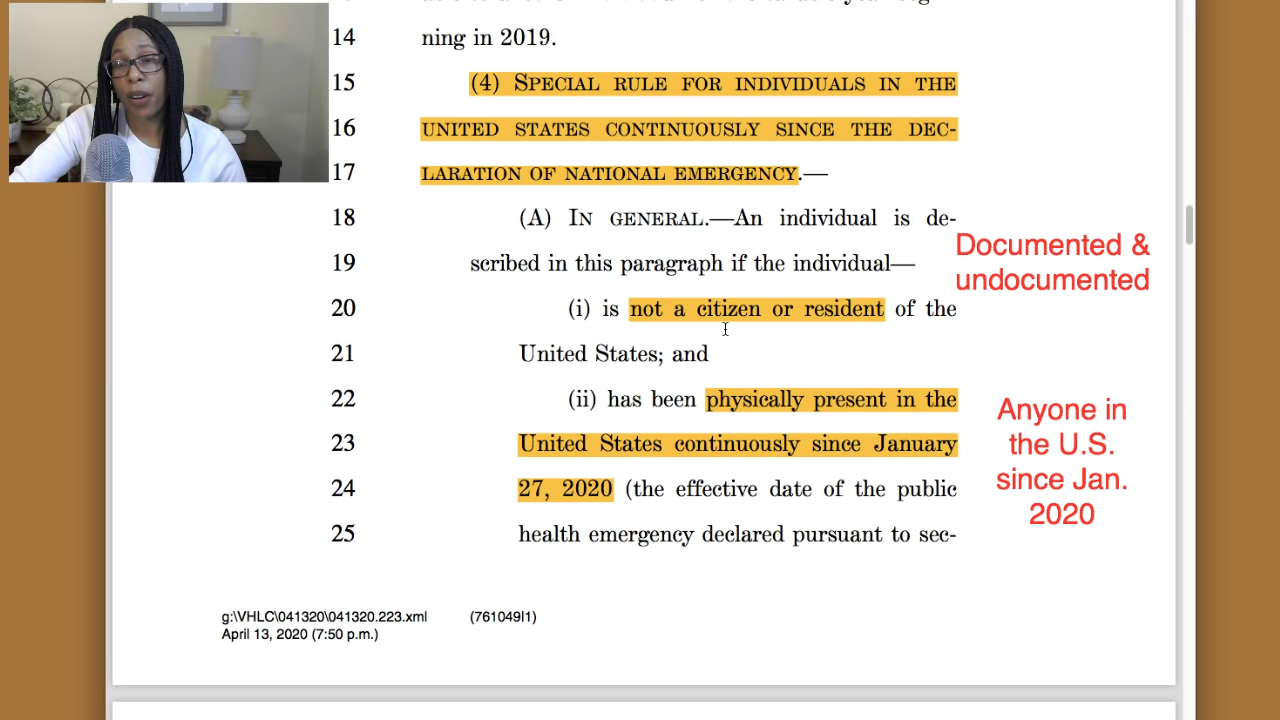 14 ning in 2019.
15 (4) SPECIAL RULE FOR INDIVIDUALS IN THE
16 UNITED STATES CONTINUOUSLY SINCE THE DEC-
17 LARATION OF NATIONAL EMERGENCY.—
18 (A) IN GENERAL.—An individual is de-
19 scribed in this paragraph if the individual—
20 (i) is not a citizen or resident of the
21 United States; and
22 (ii) has been physically present in the
23 United States continuously since January
24 27, 2020 (the effective date of the public
25 health emergency declared pursuant to sec-
Documented &
undocumented
Anyone in
the U.S.
since Jan.
2020
g:\VHLC\041320\041320.223.xml (761049l1)
April 13, 2020 (7:50 p.m.)